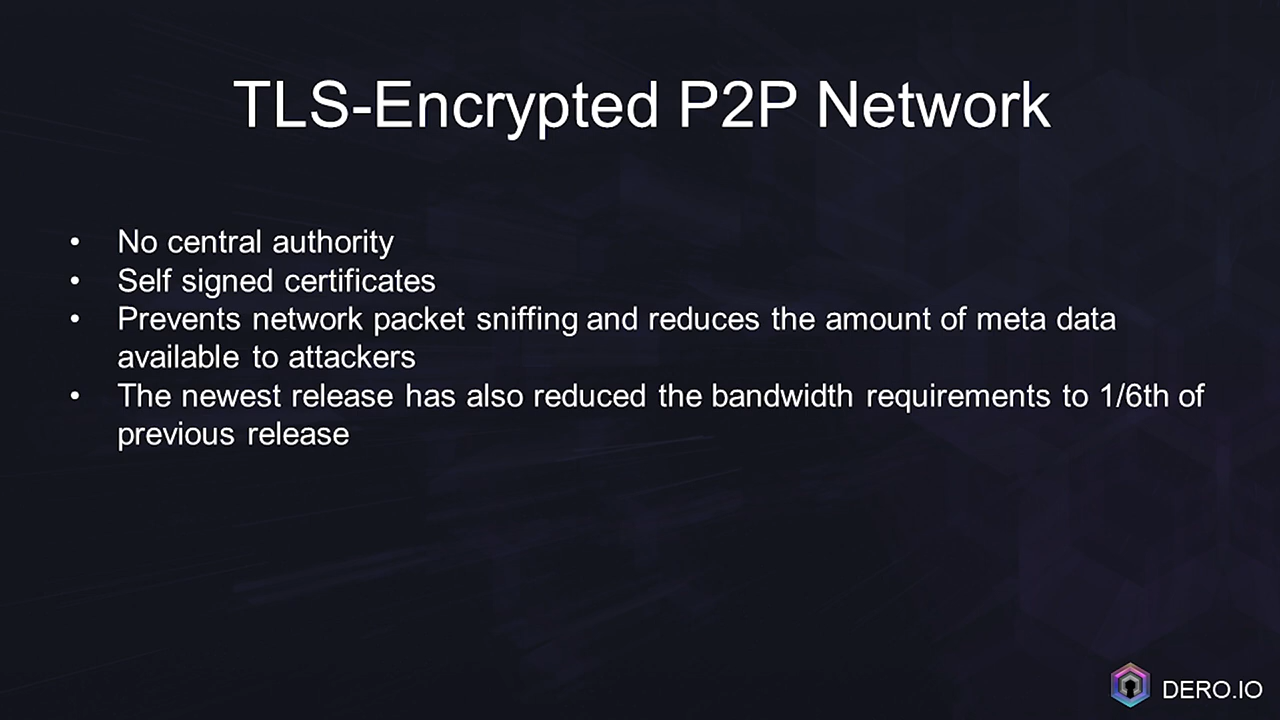 TLS-Encrypted P2P Network
• No central authority
• Self signed certificates
• Prevents network packet sniffing and reduces the amount of meta data
available to attackers
• The newest release has also reduced the bandwidth requirements to 1/6th of
previous release
DERO.IO